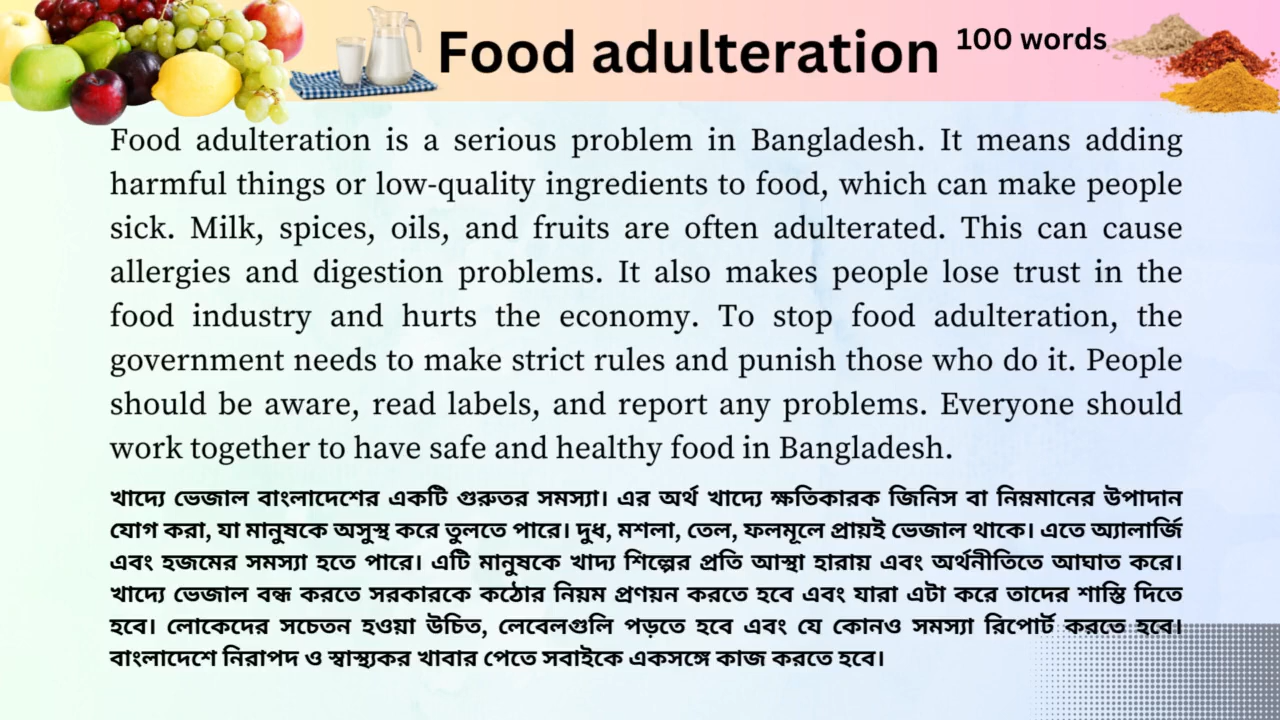 Food adulteration 100 words
Food adulteration is a serious problem in Bangladesh. It means adding
harmful things or low-quality ingredients to food, which can make people
sick. Milk, spices, oils, and fruits are often adulterated. This can cause
allergies and digestion problems. It also makes people lose trust in the
food industry and hurts the economy. To stop food adulteration, the
government needs to make strict rules and punish those who do it. People
should be aware, read labels, and report any problems. Everyone should
work together to have safe and healthy food in Bangladesh.
খাদ্যে ভেজাল বাংলাদেশের একটি গুরুতর সমস্যা। এর অর্থ খাদ্যে ক্ষতিকারক জিনিস বা নিম্নমানের উপাদান
যোগ করা, যা মানুষকে অসুস্থ করে তুলতে পারে। দুধ, মশলা, তেল, ফলমূলে প্রায়ই ভেজাল থাকে। এতে অ্যালার্জি
এবং হজমের সমস্যা হতে পারে। এটি মানুষকে খাদ্য শিল্পের প্রতি আস্থা হারায় এবং অর্থনীতিতে আঘাত করে।
খাদ্যে ভেজাল বন্ধ করতে সরকারকে কঠোর নিয়ম প্রণয়ন করতে হবে এবং যারা এটা করে তাদের শাস্তি দিতে
হবে। লোকেদের সচেতন হওয়া উচিত, লেবেলগুলি পড়তে হবে এবং যে কোনও সমস্যা রিপোর্ট করতে হবে।
বাংলাদেশে নিরাপদ ও স্বাস্থ্যকর খাবার পেতে সবাইকে একসঙ্গে কাজ করতে হবে।